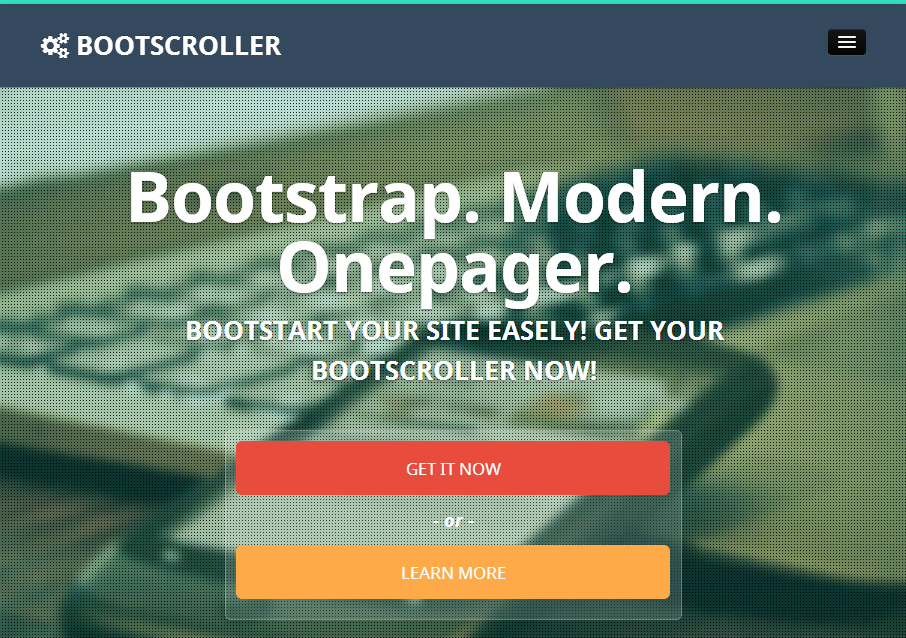 BOOTSCROLLER
Bootstrap. Modern.
Onepager.
BOOTSTART YOUR SITE EASELY! GET YOUR
BOOTSCROLLER NOW!
GET IT NOW
- or -
LEARN MORE